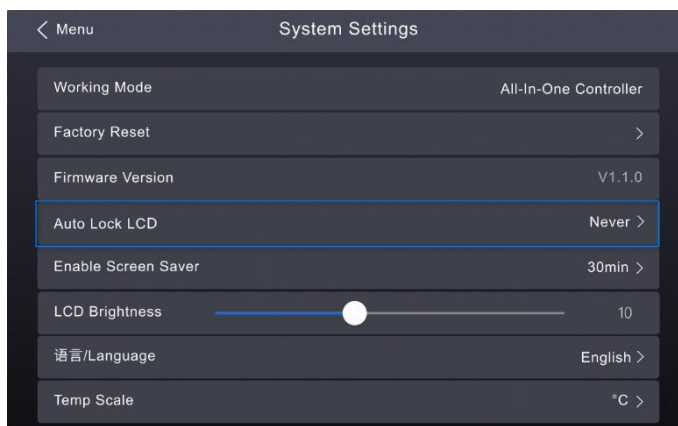 < Menu System Settings
Working Mode All-In-One Controller
Factory Reset >
Firmware Version V1.1.0
Auto Lock LCD Never >
Enable Screen Saver 30min >
LCD Brightness 10
语言/Language English >
Temp Scale °C >